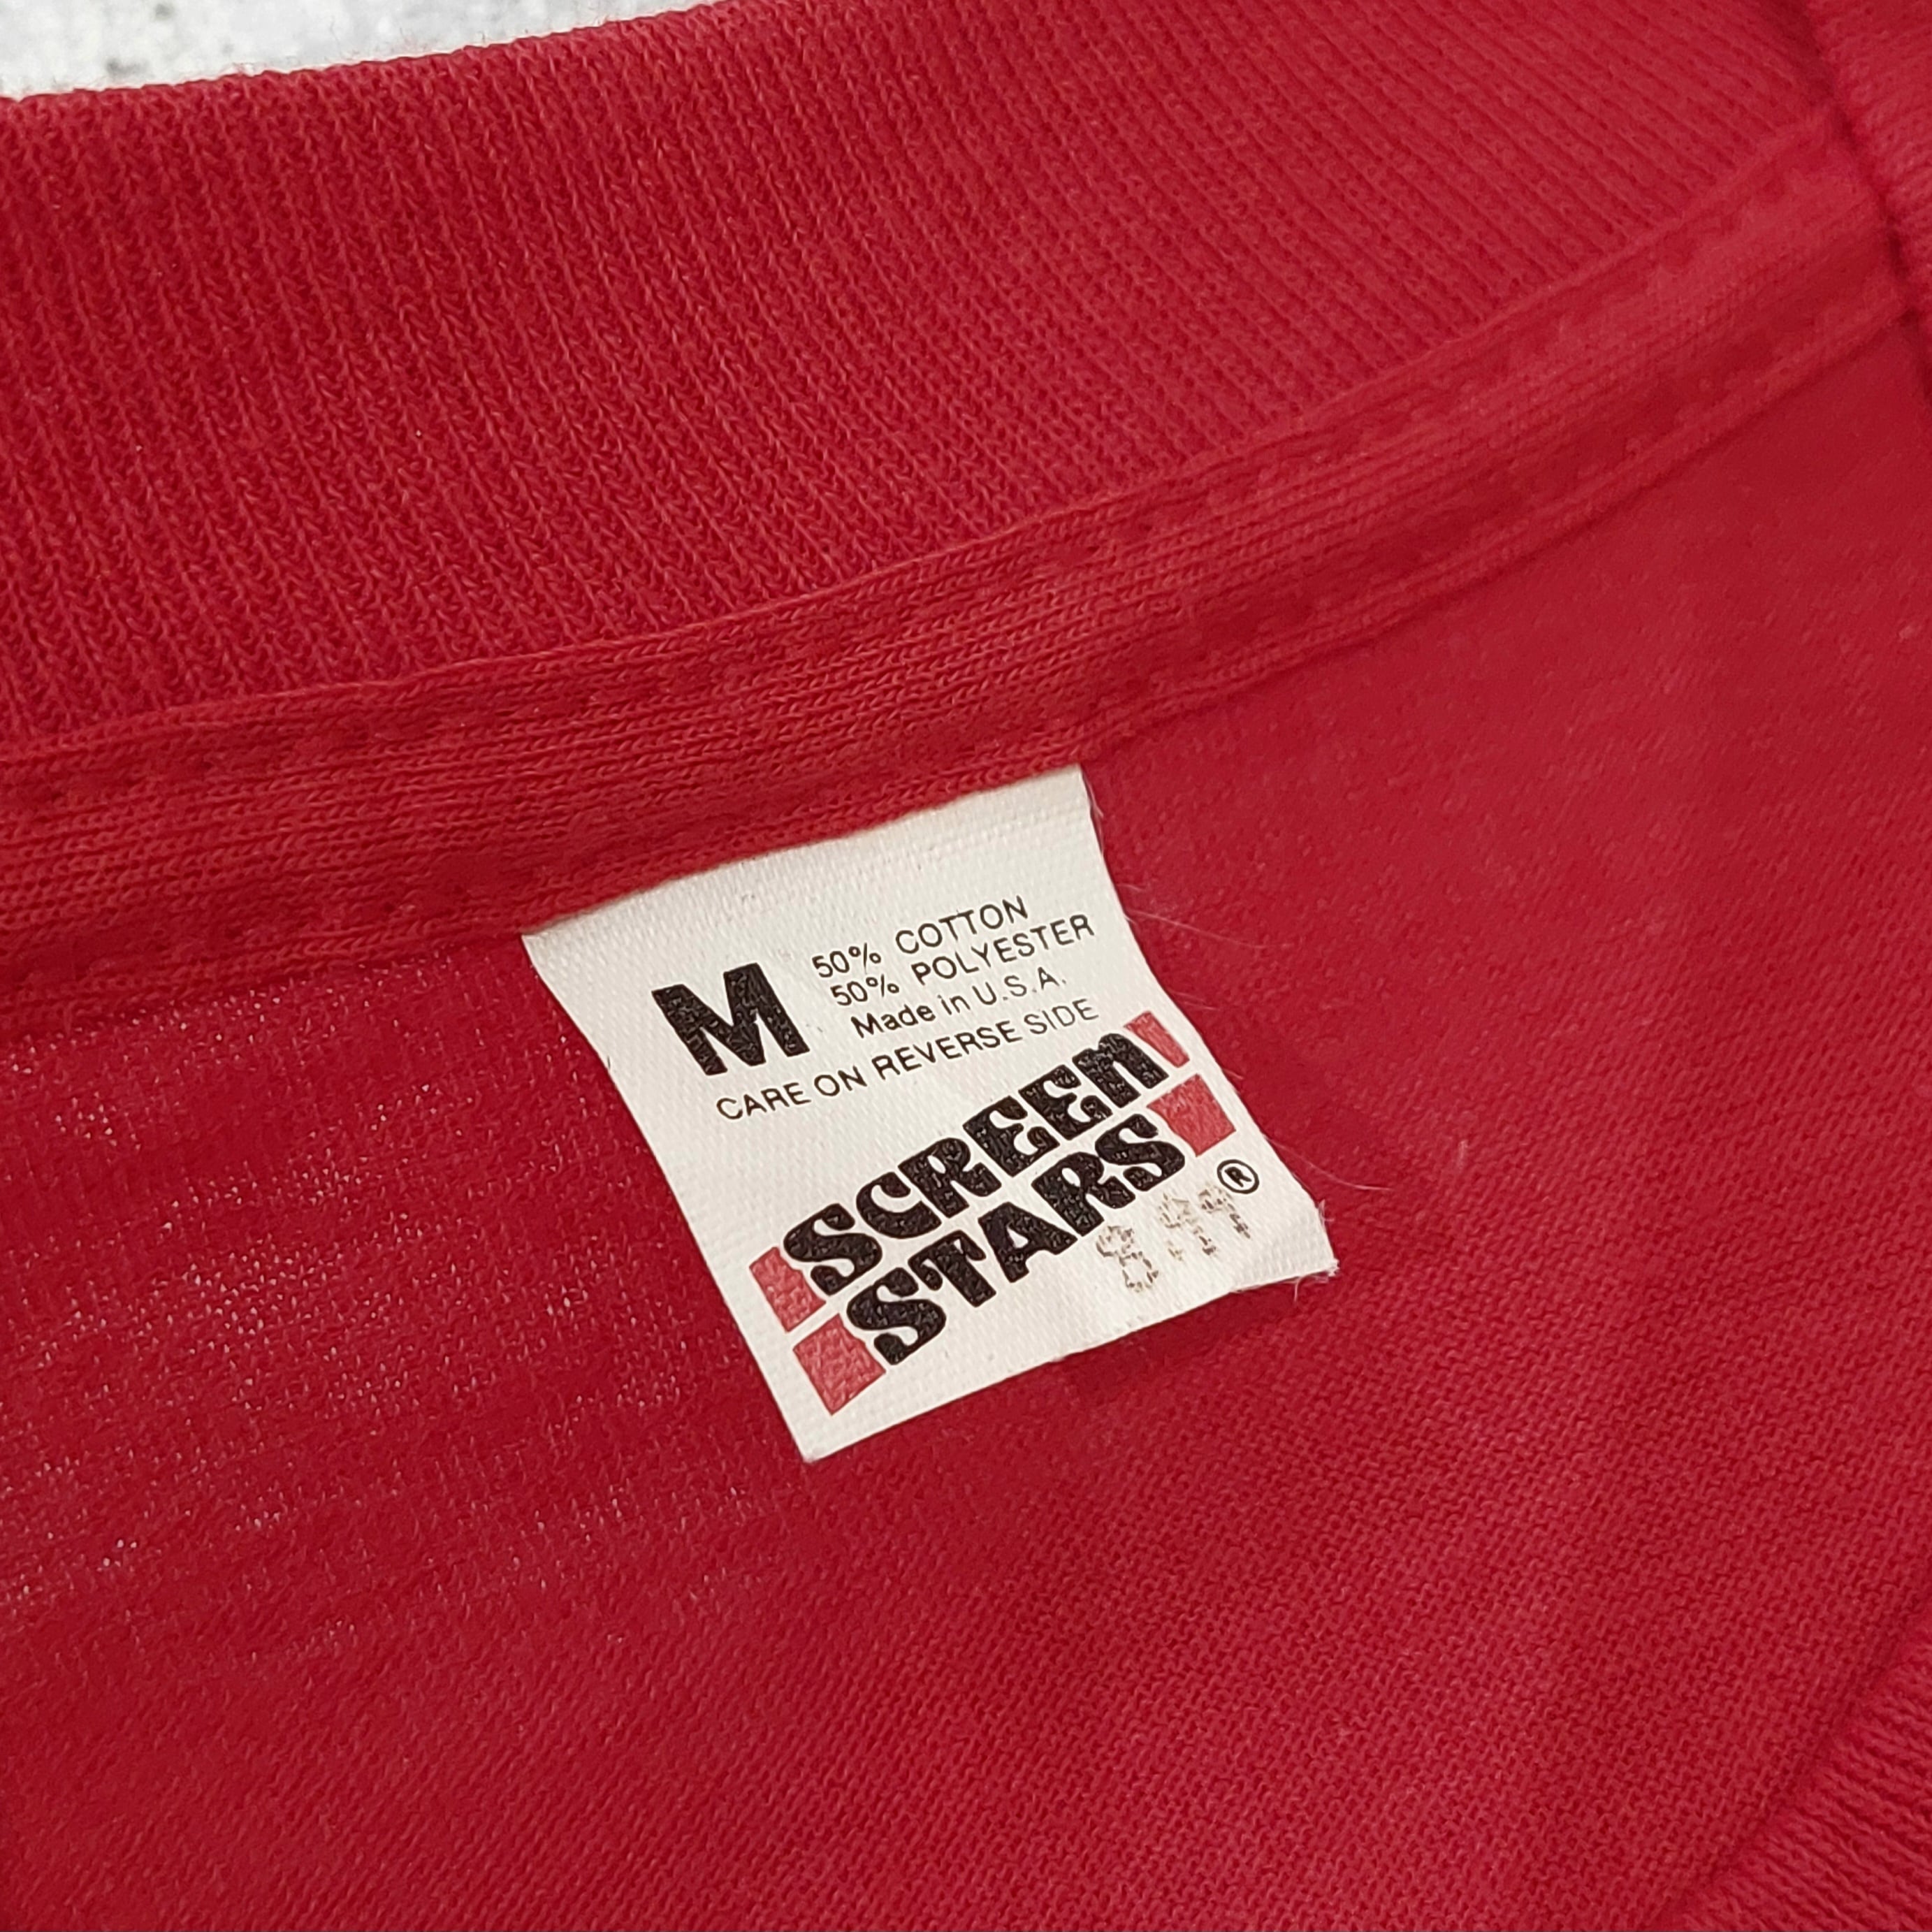 M
50% COTTON
50% POLYESTER
Made in U.S.A.
CARE ON REVERSE SIDE
SCREEN
STARS
®